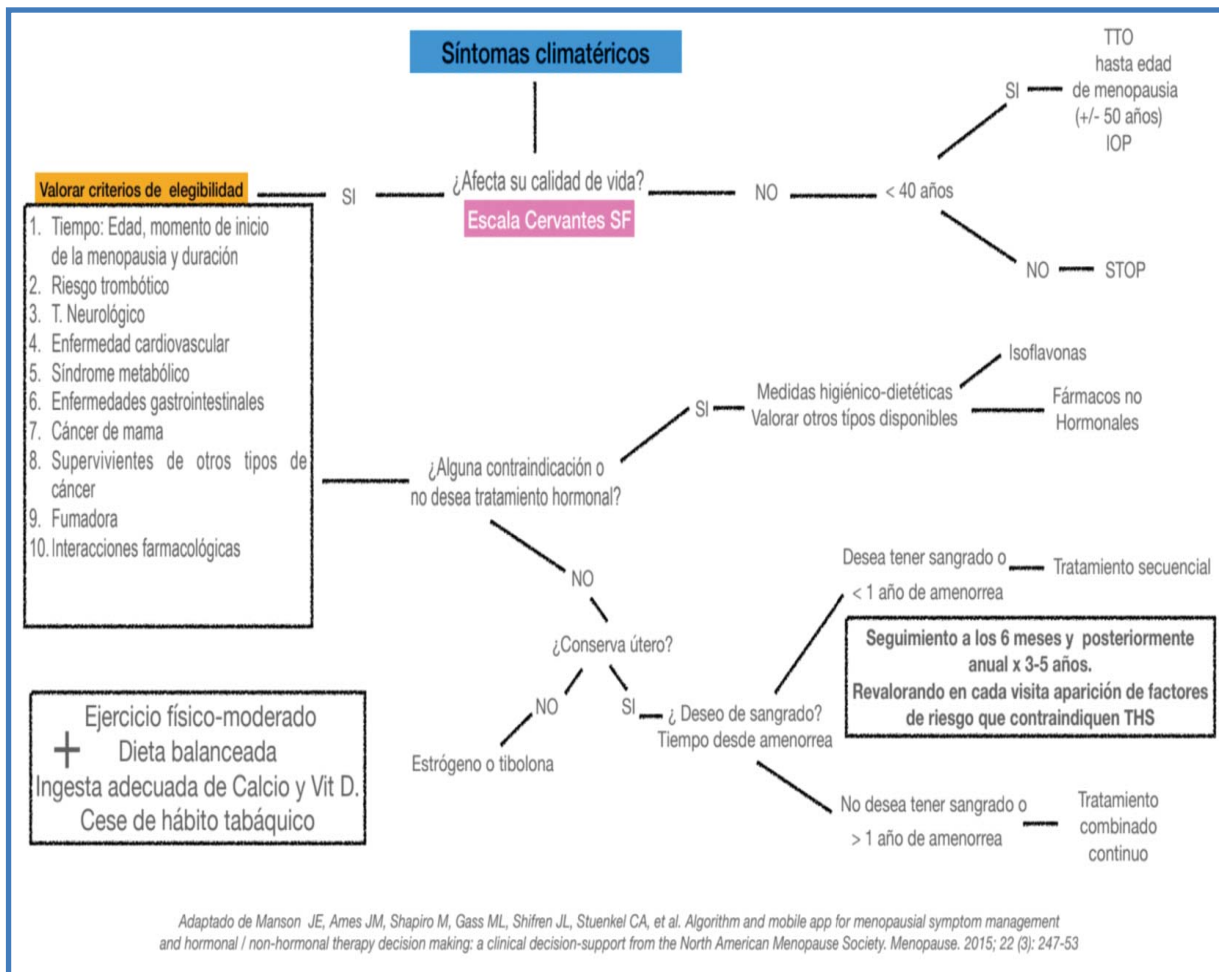 Síntomas climatéricos
TTO
hasta edad
de menopausia
(+/- 50 años)
IOP
SI
Valorar criterios de elegibilidad
SI
¿Afecta su calidad de vida?
Escala Cervantes SF
NO
< 40 años
NO
STOP
1. Tiempo: Edad, momento de inicio
de la menopausia y duración
2. Riesgo trombótico
3. T. Neurológico
4. Enfermedad cardiovascular
5. Síndrome metabólico
6. Enfermedades gastrointestinales
7. Cáncer de mama
8. Supervivientes de otros tipos de
cáncer
9. Fumadora
10. Interacciones farmacológicas
¿Alguna contraindicación o
no desea tratamiento hormonal?
SI
Medidas higiénico-dietéticas
Valorar otros típos disponibles
Isoflavonas
Fármacos no
Hormonales
NO
¿Conserva útero?
NO
Estrógeno o tibolona
SI
¿ Deseo de sangrado?
Tiempo desde amenorrea
Desea tener sangrado o
< 1 año de amenorrea
Tratamiento secuencial
Seguimiento a los 6 meses y posteriormente
anual x 3-5 años.
Revalorando en cada visita aparición de factores
de riesgo que contraindiquen THS
No desea tener sangrado o
> 1 año de amenorrea
Tratamiento
combinado
continuo
+
Ejercicio físico-moderado
Dieta balanceada
Ingesta adecuada de Calcio y Vit D.
Cese de hábito tabáquico
Adaptado de Manson JE, Ames JM, Shapiro M, Gass ML, Shifren JL, Stuenkel CA, et al. Algorithm and mobile app for menopausial symptom management
and hormonal / non-hormonal therapy decision making: a clinical decision-support from the North American Menopause Society. Menopause. 2015; 22 (3): 247-53